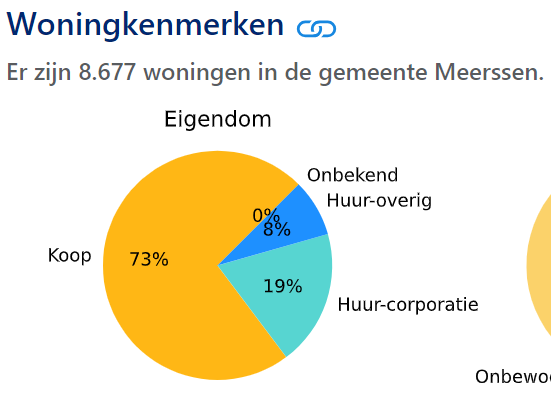 Woningkenmerken
Er zijn 8.677 woningen in de gemeente Meerssen.
Eigendom
Onbekend
Huur-overig
0%
8%
Koop
73%
19%
Huur-corporatie